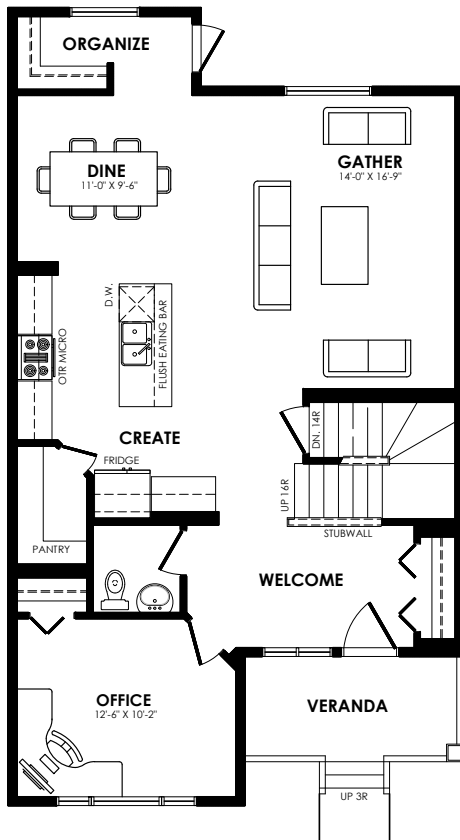 ORGANIZE
DINE
11'-0" X 9'-6"
GATHER
14'-0" X 16'-9"
D.W.
FLUSH EATING BAR
OTR MICRO
CREATE
FRIDGE
DN. 14R
UP 16R
STUBWALL
PANTRY
WELCOME
OFFICE
12'-6" X 10'-2"
VERANDA
UP 3R